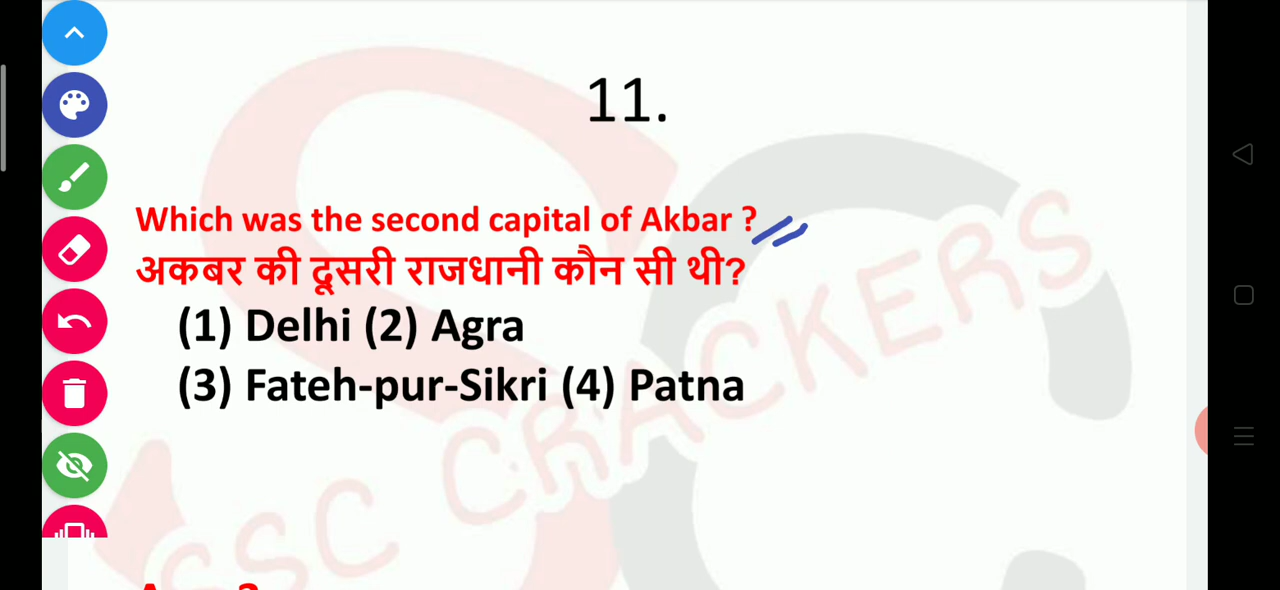 11.
Which was the second capital of Akbar ?
अकबर की दूसरी राजधानी कौन सी थी?
(1) Delhi (2) Agra
(3) Fateh-pur-Sikri (4) Patna
SSC CRACKERS